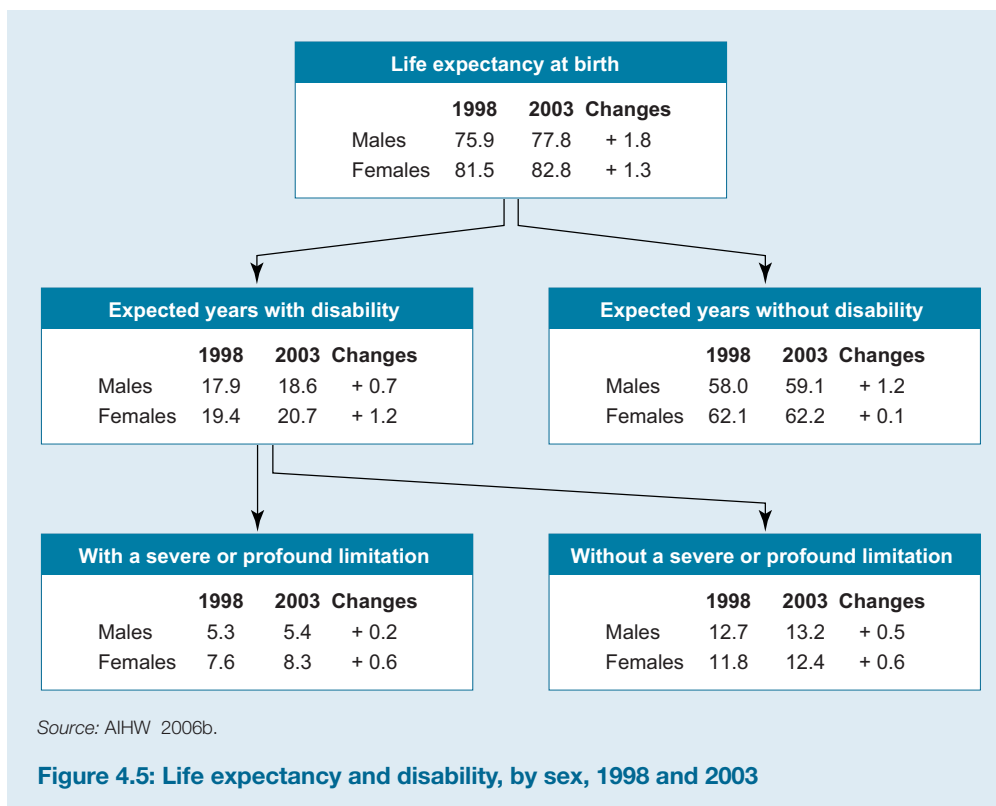 Life expectancy at birth
1998 2003 Changes
Males 75.9 77.8 + 1.8
Females 81.5 82.8 + 1.3
Expected years with disability
1998 2003 Changes
Males 17.9 18.6 + 0.7
Females 19.4 20.7 + 1.2
Expected years without disability
1998 2003 Changes
Males 58.0 59.1 + 1.2
Females 62.1 62.2 + 0.1
With a severe or profound limitation
1998 2003 Changes
Males 5.3 5.4 + 0.2
Females 7.6 8.3 + 0.6
Without a severe or profound limitation
1998 2003 Changes
Males 12.7 13.2 + 0.5
Females 11.8 12.4 + 0.6
Source: AIHW 2006b.
Figure 4.5: Life expectancy and disability, by sex, 1998 and 2003